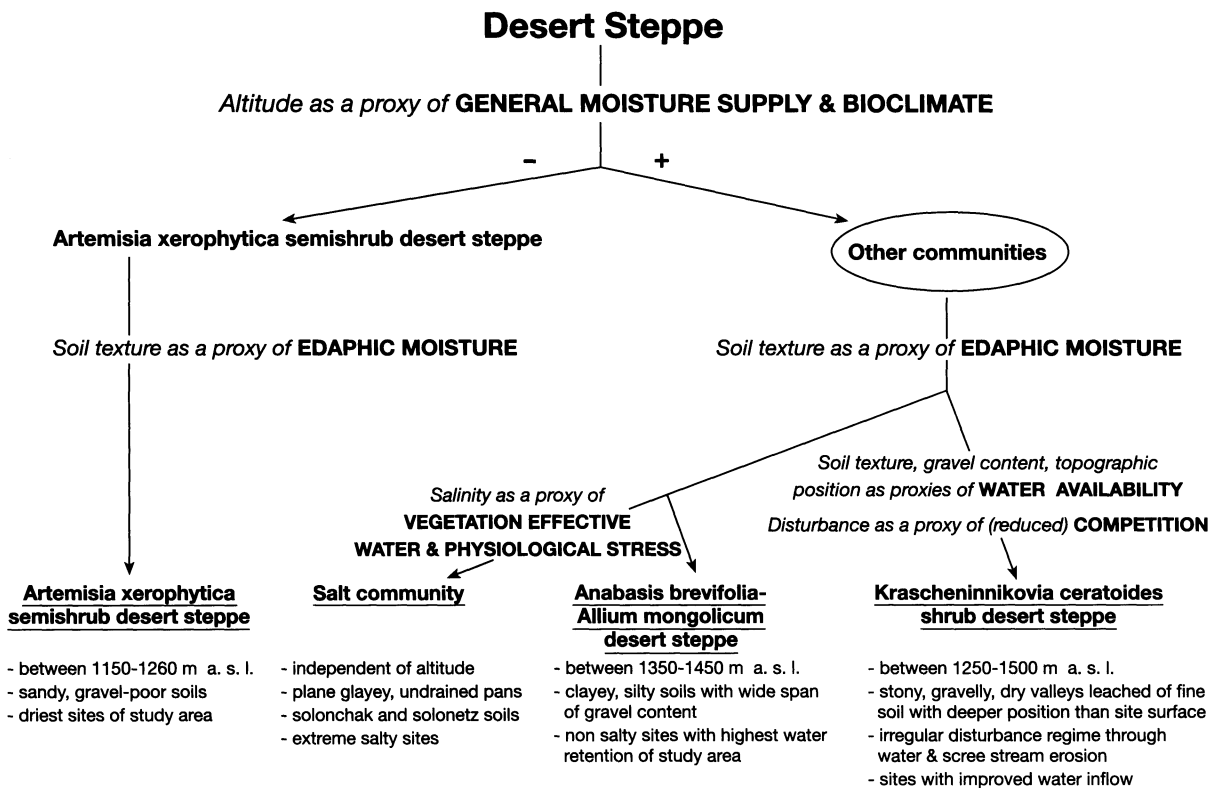 Desert Steppe
Altitude as a proxy of GENERAL MOISTURE SUPPLY & BIOCLIMATE
- +
Artemisia xerophytica semishrub desert steppe
Other communities
Soil texture as a proxy of EDAPHIC MOISTURE
Soil texture as a proxy of EDAPHIC MOISTURE
Salinity as a proxy of
VEGETATION EFFECTIVE
WATER & PHYSIOLOGICAL STRESS
Soil texture, gravel content, topographic
position as proxies of WATER AVAILABILITY
Disturbance as a proxy of (reduced) COMPETITION
Artemisia xerophytica
semishrub desert steppe
- between 1150-1260 m a. s. l.
- sandy, gravel-poor soils
- driest sites of study area
Salt community
- independent of altitude
- plane glayey, undrained pans
- solonchak and solonetz soils
- extreme salty sites
Anabasis brevifolia-
Allium mongolicum
desert steppe
- between 1350-1450 m a. s. l.
- clayey, silty soils with wide span
of gravel content
- non salty sites with highest water
retention of study area
Krascheninnikovia ceratoides
shrub desert steppe
- between 1250-1500 m a. s. l.
- stony, gravelly, dry valleys leached of fine
soil with deeper position than site surface
- irregular disturbance regime through
water & scree stream erosion
- sites with improved water inflow